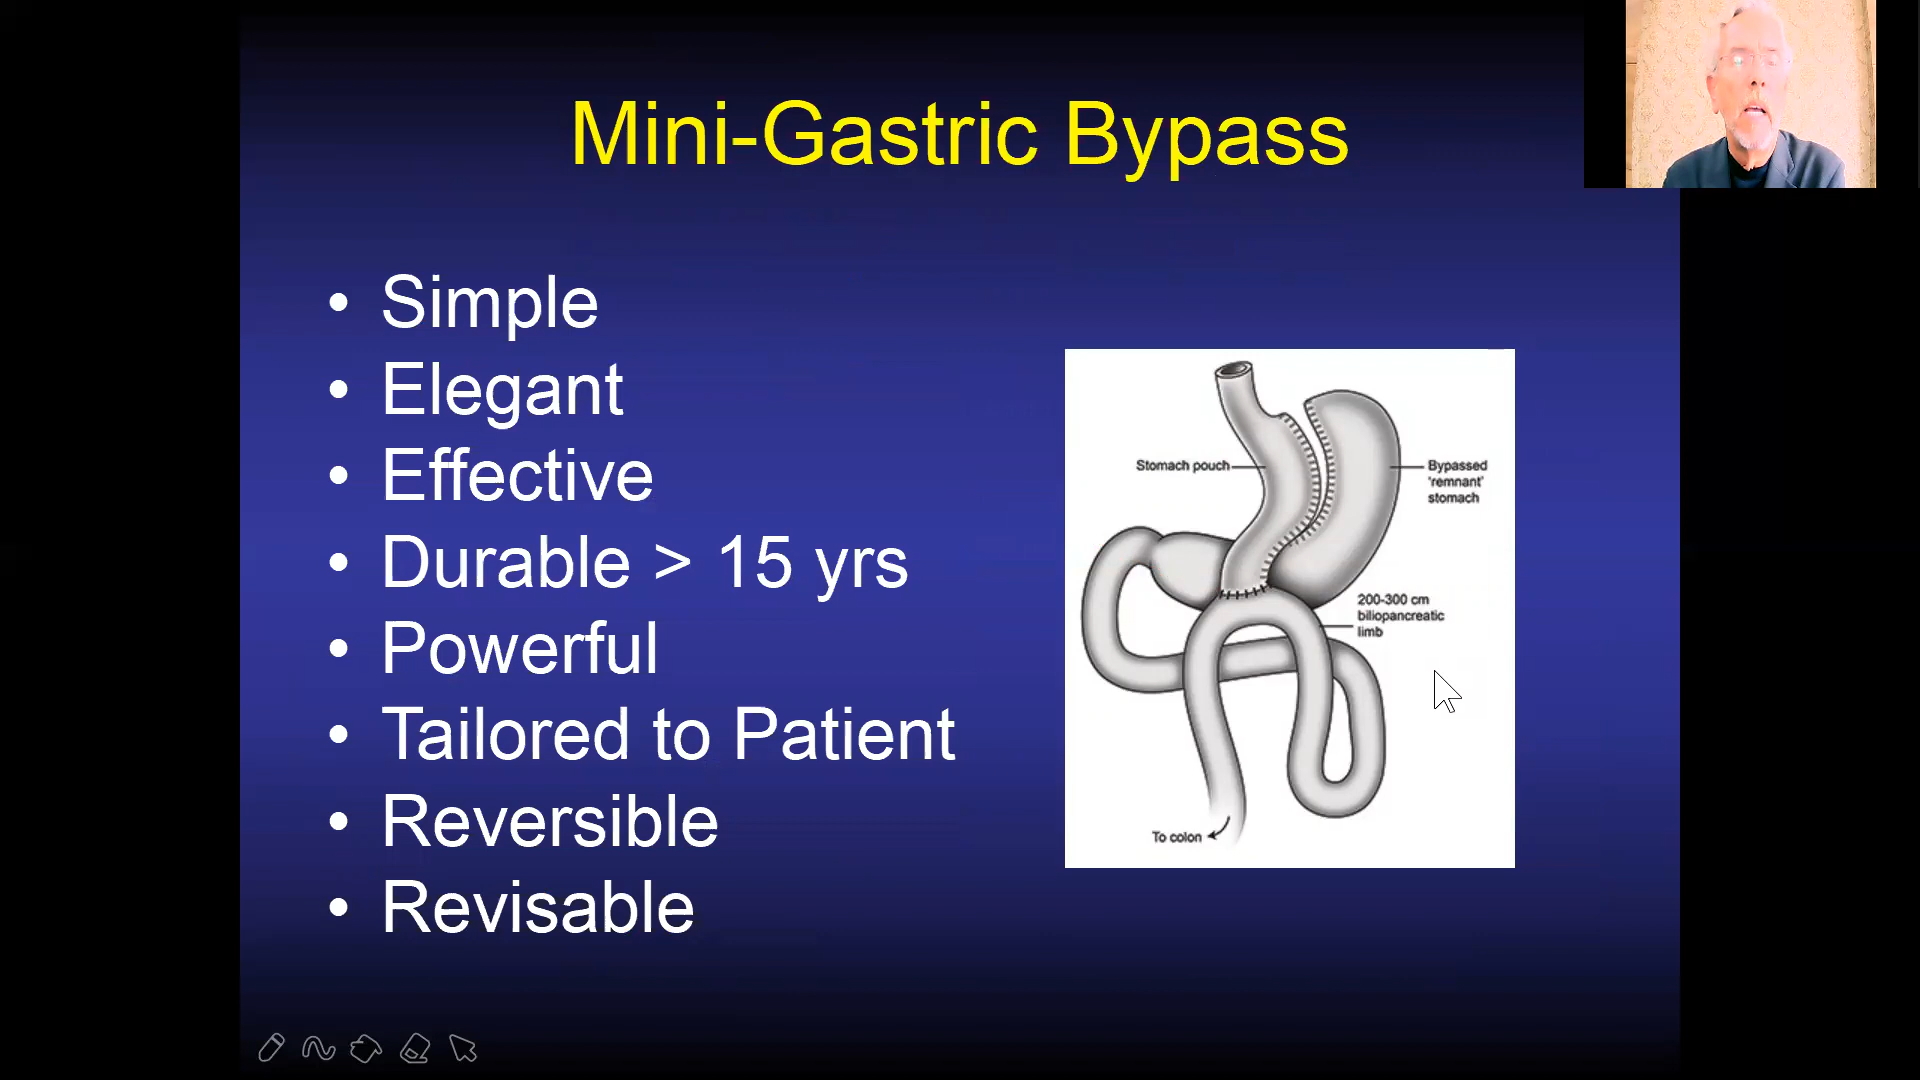 Mini-Gastric Bypass
• Simple
• Elegant
• Effective
• Durable > 15 yrs
• Powerful
• Tailored to Patient
• Reversible
• Revisable
Stomach pouch
Bypassed
'remnant'
stomach
200-300 cm
biliopancreatic
limb
To colon